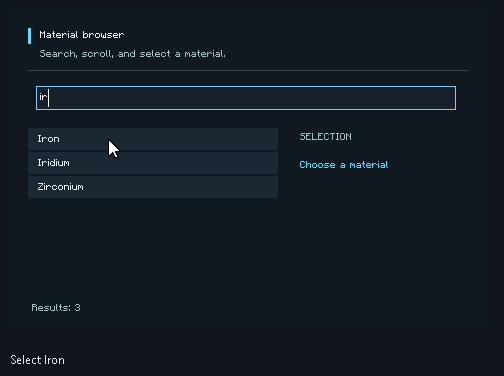 Material browser
Search, scroll, and select a material.
ir
Iron
SELECTION
Choose a material
Iridium
Zirconium
Results: 3
Select Iron